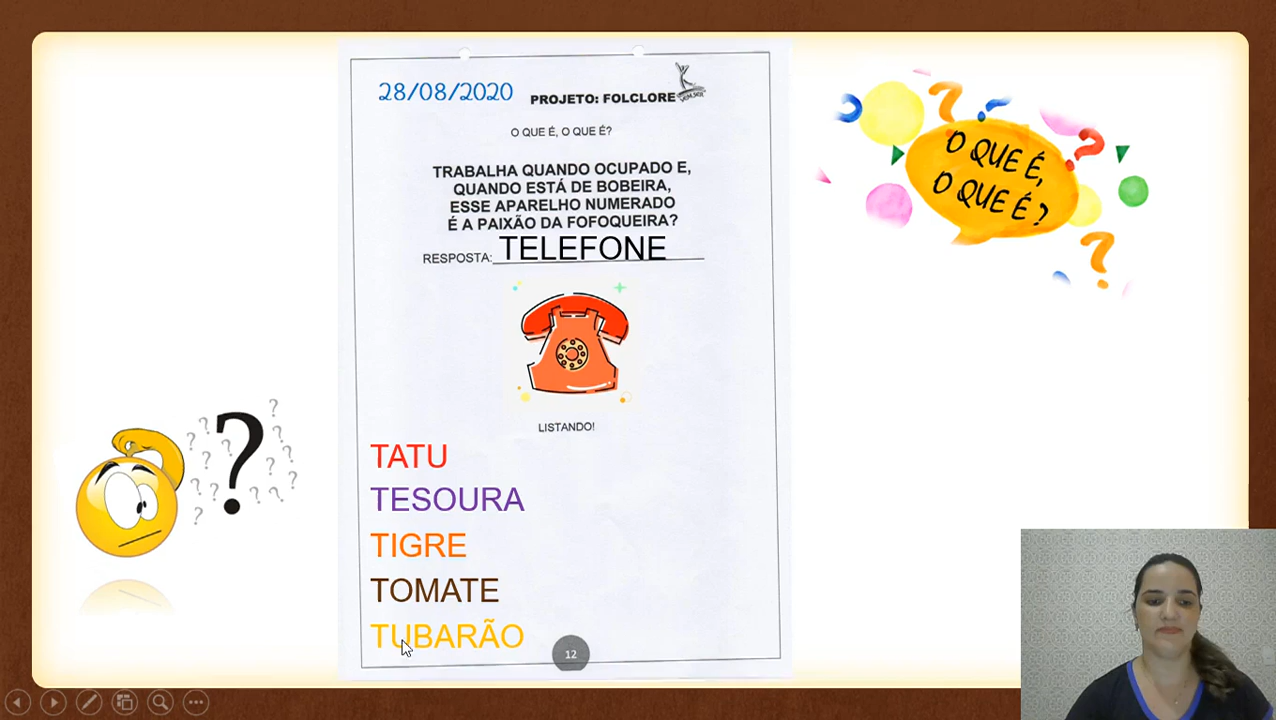 28/08/2020
PROJETO: FOLCLORE
O QUE É, O QUE É?
TRABALHA QUANDO OCUPADO E,
QUANDO ESTÁ DE BOBEIRA,
ESSE APARELHO NUMERADO
É A PAIXÃO DA FOFOQUEIRA?
RESPOSTA: TELEFONE
LISTANDO!
TATU
TESOURA
TIGRE
TOMATE
TUBARÃO
12
O QUE É,
O QUE É?
?